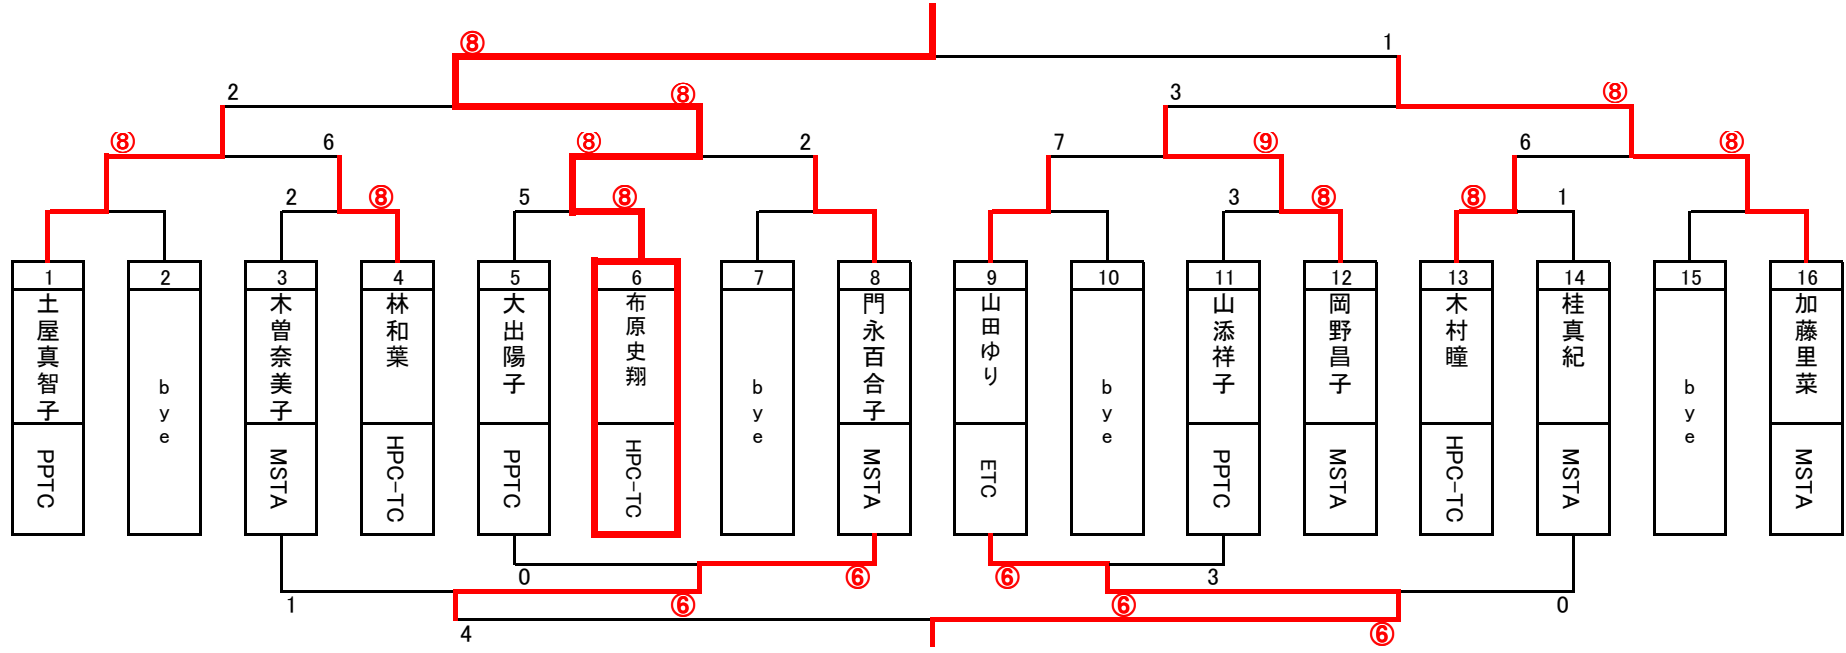 ⑧ 1
2 ⑧ 3 ⑧
⑧ 6 ⑧ 2 7 ⑨ 6 ⑧
2 ⑧ 5 ⑧ 3 ⑧ ⑧ 1
1 2 3 4 5 6 7 8 9 10 11 12 13 14 15 16
土屋真智子
bye
木曽奈美子
林和葉
大出陽子
布原史翔
bye
門永百合子
山田ゆり
bye
山添祥子
岡野昌子
木村瞳
桂真紀
bye
加藤里菜
PPTC
MSTA
HPC-TC
PPTC
HPC-TC
MSTA
ETC
PPTC
MSTA
HPC-TC
MSTA
MSTA
0 ⑥ ⑥ 3
1 ⑥ ⑥ 0
4 ⑥